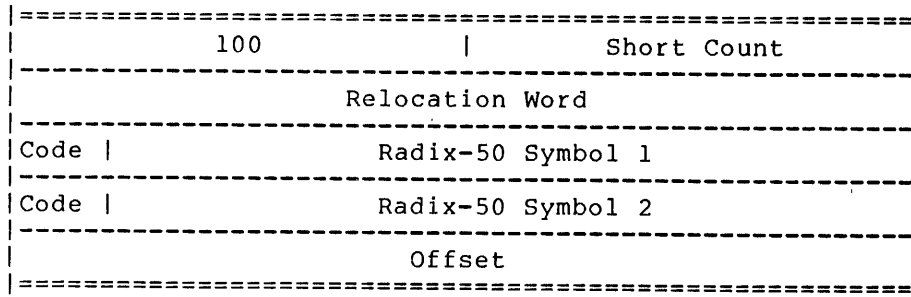 100 | Short Count
Relocation Word
Code | Radix-50 Symbol 1
Code | Radix-50 Symbol 2
Offset